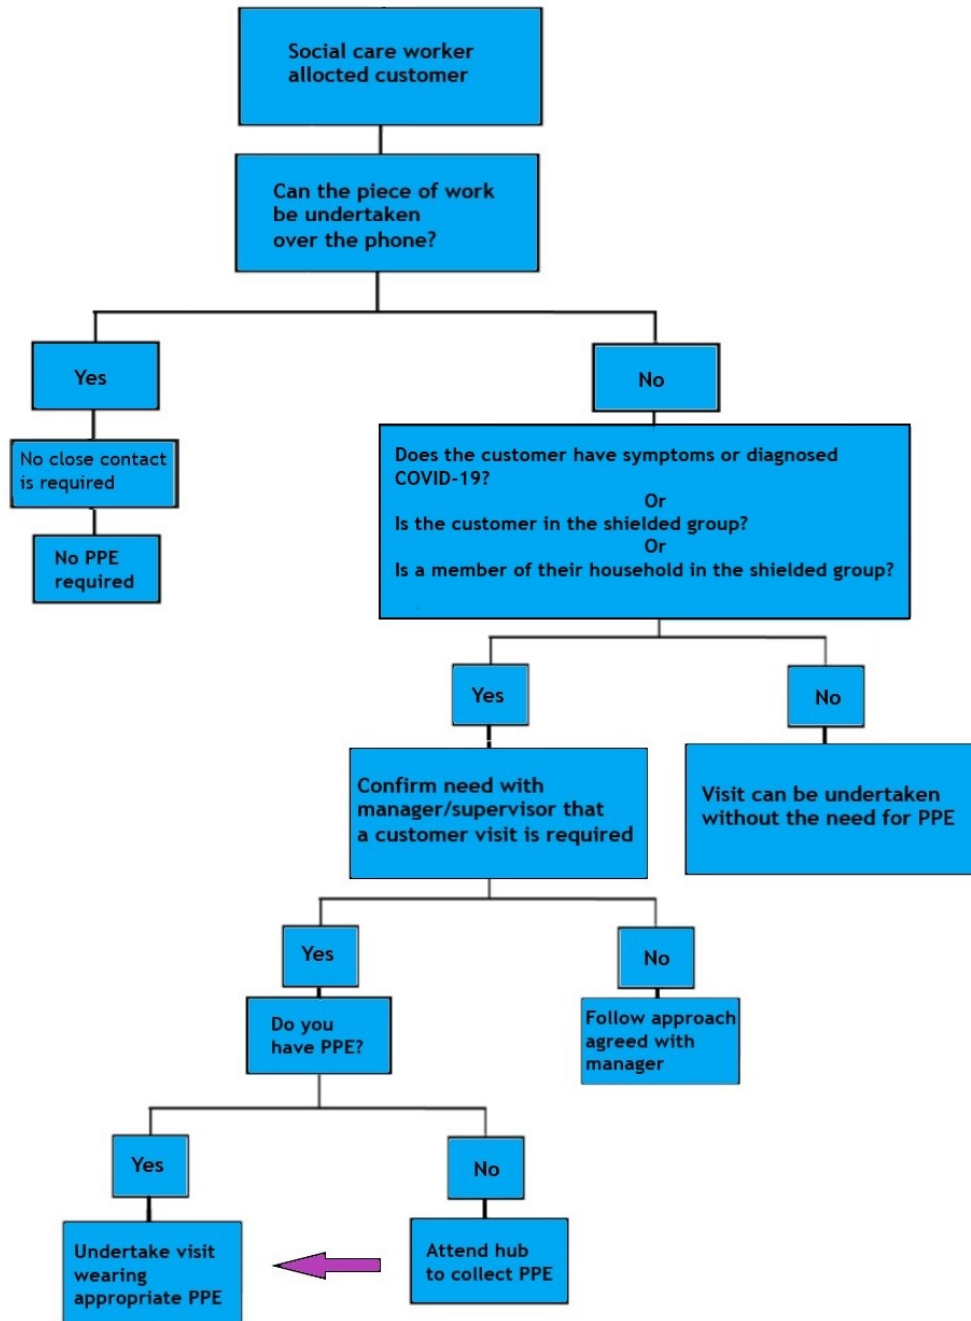 Social care worker
allocted customer
Can the piece of work
be undertaken
over the phone?
Yes
No
No close contact
is required
No PPE
required
Does the customer have symptoms or diagnosed
COVID-19?
Or
Is the customer in the shielded group?
Or
Is a member of their household in the shielded group?
Yes
No
Confirm need with
manager/supervisor that
a customer visit is required
Visit can be undertaken
without the need for PPE
Yes
No
Do you
have PPE?
Follow approach
agreed with
manager
Yes
No
Undertake visit
wearing
appropriate PPE
Attend hub
to collect PPE